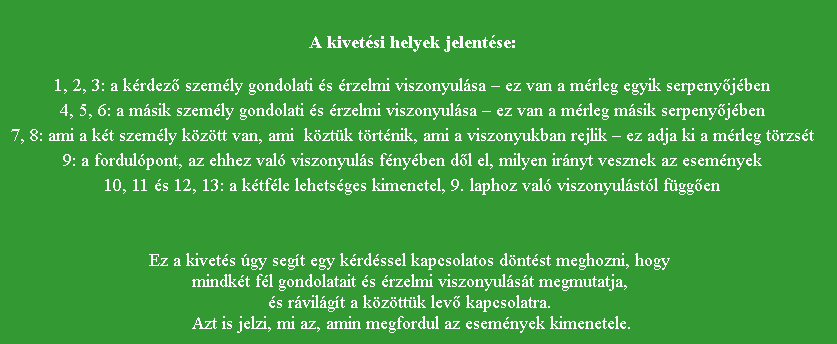 A kivetési helyek jelentése:
1, 2, 3: a kérdező személy gondolati és érzelmi viszonyulása – ez van a mérleg egyik serpenyőjében
4, 5, 6: a másik személy gondolati és érzelmi viszonyulása – ez van a mérleg másik serpenyőjében
7, 8: ami a két személy között van, ami köztük történik, ami a viszonyukban rejlik – ez adja ki a mérleg törzsét
9: a fordulópont, az ehhez való viszonyulás fényében dől el, milyen irányt vesznek az események
10, 11 és 12, 13: a kétféle lehetséges kimenetel, 9. laphoz való viszonyulástól függően
Ez a kivetés úgy segít egy kérdéssel kapcsolatos döntést meghozni, hogy
mindkét fél gondolatait és érzelmi viszonyulását megmutatja,
és rávilágít a közöttük levő kapcsolatra.
Azt is jelzi, mi az, amin megfordul az események kimenetele.